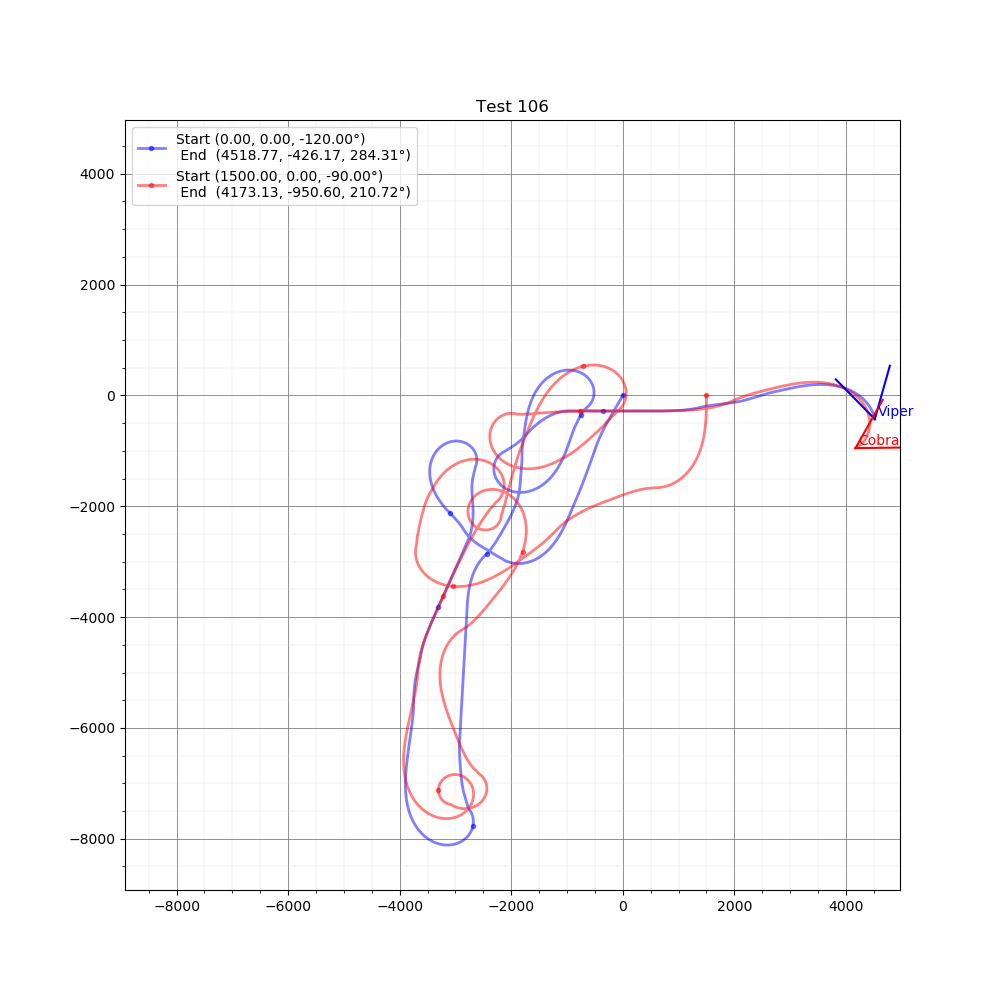 Test 106
Start (0.00, 0.00, -120.00°)
End (4518.77, -426.17, 284.31°)
Start (1500.00, 0.00, -90.00°)
End (4173.13, -950.60, 210.72°)
4000
2000
0
−2000
−4000
−6000
−8000
Viper
Cobra
−8000 −6000 −4000 −2000 0 2000 4000